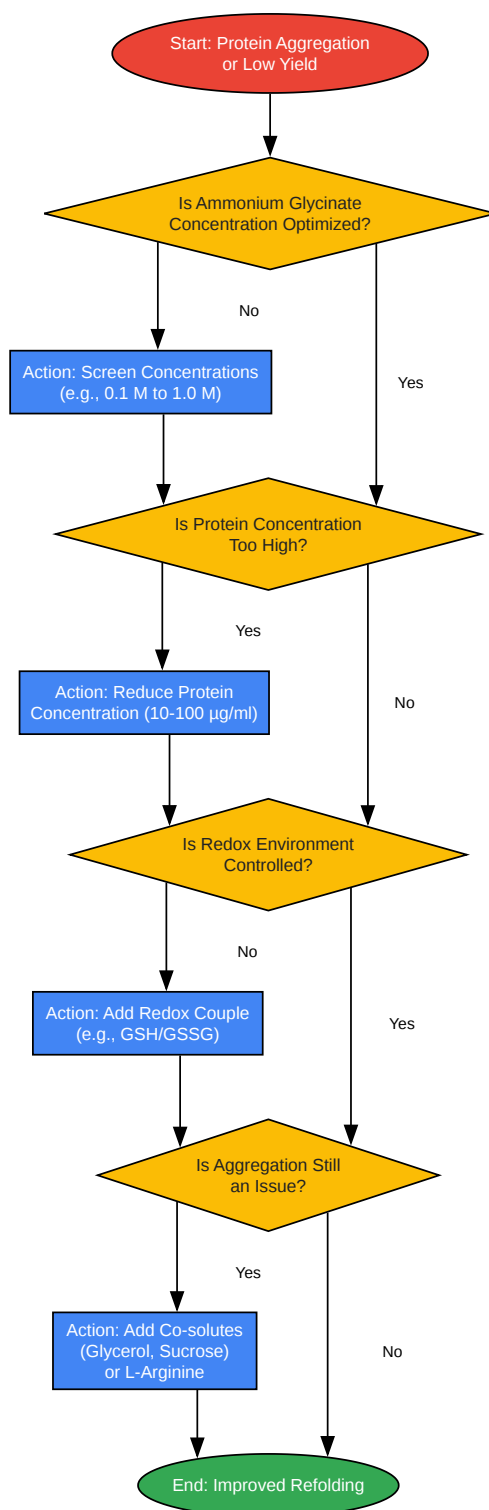 Start: Protein Aggregation
or Low Yield
Is Ammonium Glycinate
Concentration Optimized?
No
Action: Screen Concentrations
(e.g., 0.1 M to 1.0 M)
Yes
Is Protein Concentration
Too High?
Yes
Action: Reduce Protein
Concentration (10-100 µg/ml)
No
Is Redox Environment
Controlled?
No
Action: Add Redox Couple
(e.g., GSH/GSSG)
Yes
Is Aggregation Still
an Issue?
Yes
Action: Add Co-solutes
(Glycerol, Sucrose)
or L-Arginine
No
End: Improved Refolding